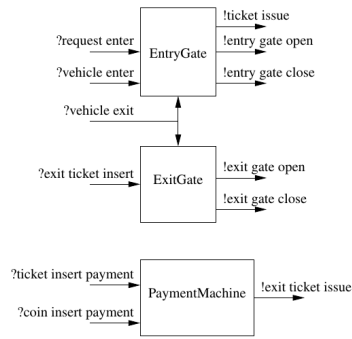 !ticket issue
?request enter
!entry gate open
EntryGate
?vehicle enter
!entry gate close
?vehicle exit
!exit gate open
?exit ticket insert
ExitGate
!exit gate close
?ticket insert payment
PaymentMachine
!exit ticket issue
?coin insert payment